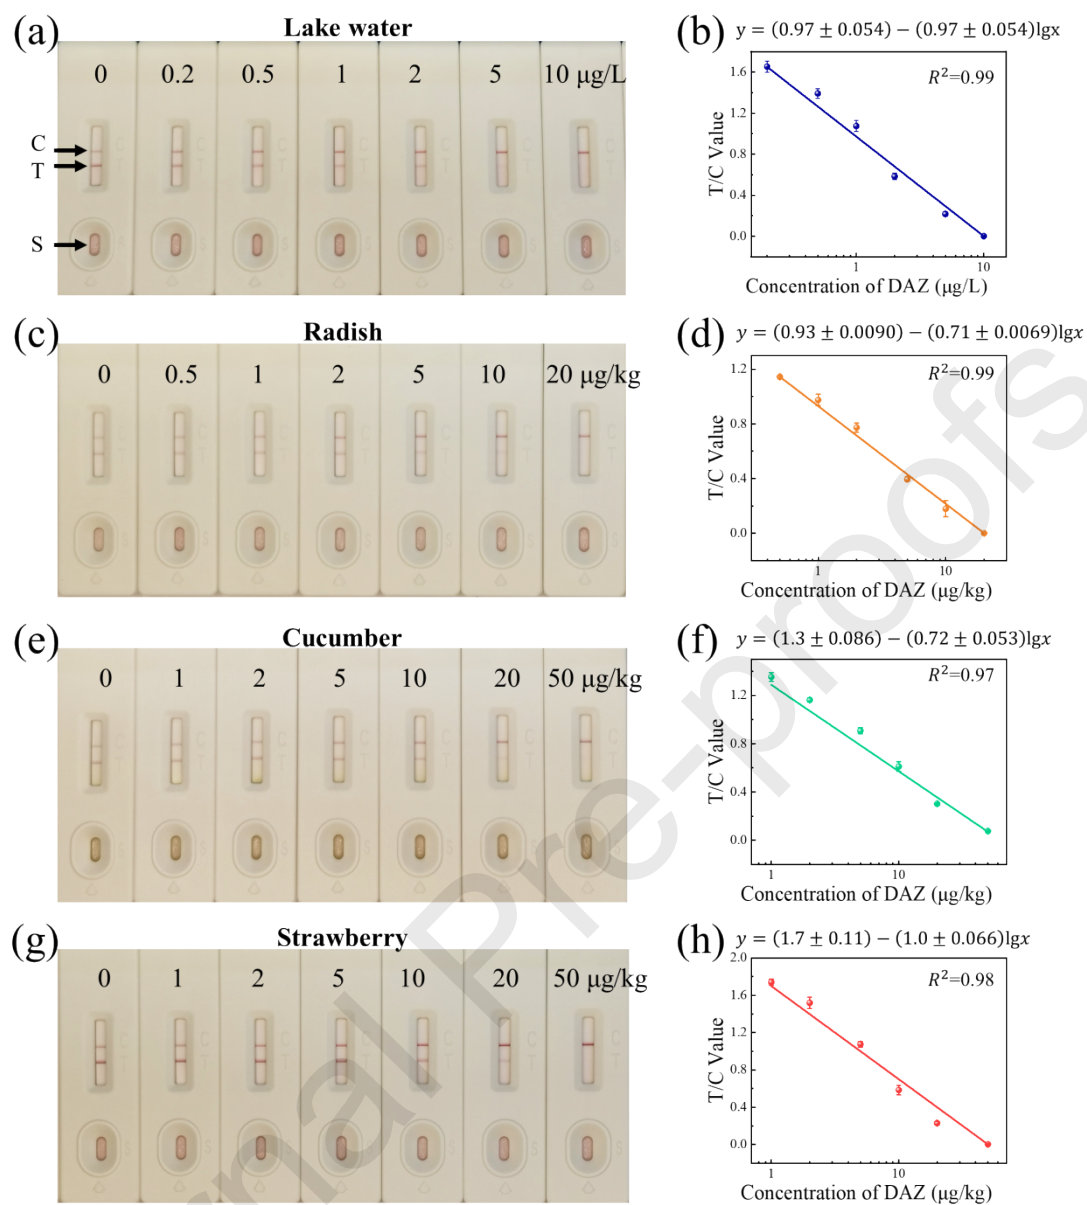 (a) Lake water
0 0.2 0.5 1 2 5 10 μg/L
C
T
S
C
T
S
(b) y = (0.97 ± 0.054) − (0.97 ± 0.054)lgx
R²=0.99
T/C Value
1.6
1.2
0.8
0.4
0.0
1 10
Concentration of DAZ (μg/L)
(c) Radish
0 0.5 1 2 5 10 20 μg/kg
C
T
S
(d) y = (0.93 ± 0.0090) − (0.71 ± 0.0069)lgx
R²=0.99
T/C Value
1.2
0.8
0.4
0.0
1 10
Concentration of DAZ (μg/kg)
(e) Cucumber
0 1 2 5 10 20 50 μg/kg
C
T
S
(f) y = (1.3 ± 0.086) − (0.72 ± 0.053)lgx
R²=0.97
T/C Value
1.2
0.8
0.4
0.0
1 10
Concentration of DAZ (μg/kg)
(g) Strawberry
0 1 2 5 10 20 50 μg/kg
C
T
S
(h) y = (1.7 ± 0.11) − (1.0 ± 0.066)lgx
R²=0.98
T/C Value
2.0
1.6
1.2
0.8
0.4
0.0
1 10
Concentration of DAZ (μg/kg)
rnal Pre-proofs